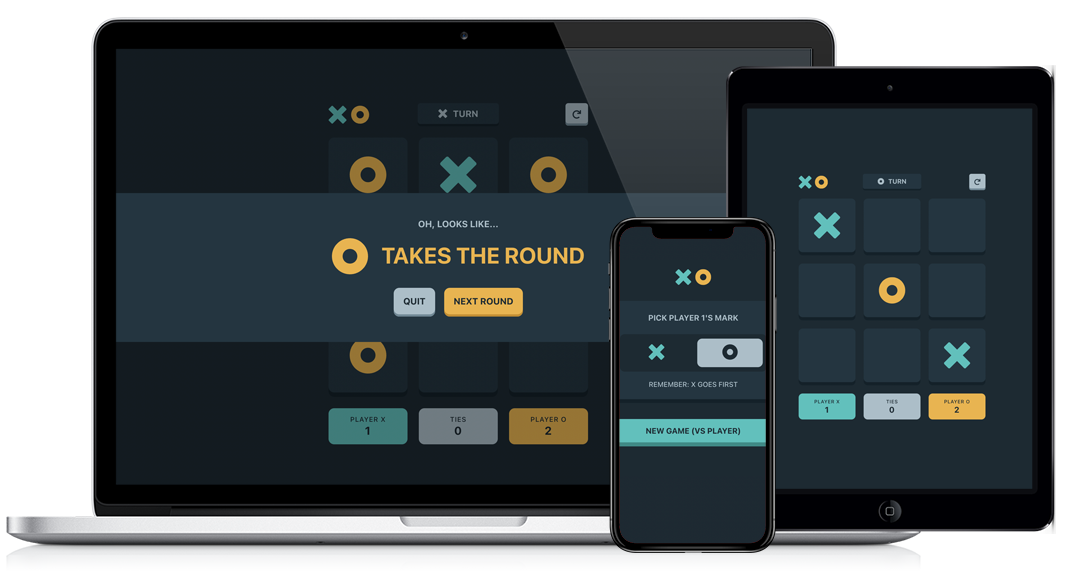 TURN
OH, LOOKS LIKE...
TAKES THE ROUND
QUIT
NEXT ROUND
PLAYER X
1
TIES
0
PLAYER O
2
PICK PLAYER 1'S MARK
REMEMBER: X GOES FIRST
NEW GAME (VS PLAYER)
TURN
PLAYER X
1
TIES
0
PLAYER O
2